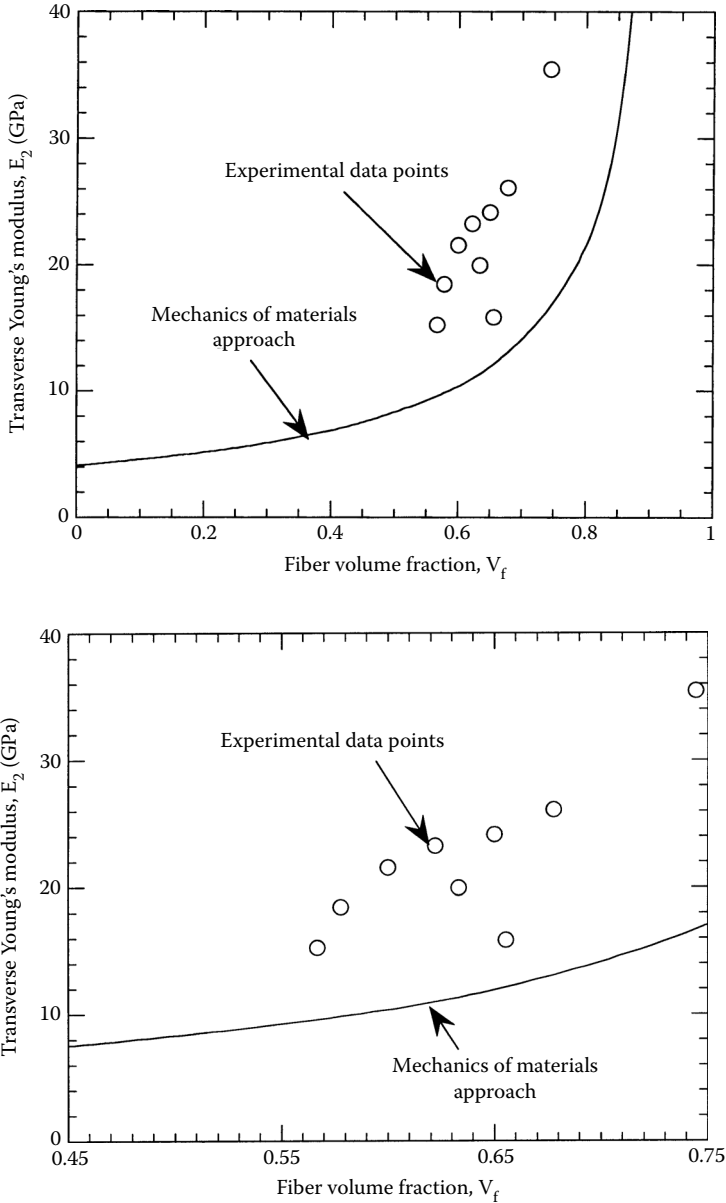 40
30
20
10
0
Transverse Young's modulus, E2 (GPa)
Experimental data points
Mechanics of materials
approach
0
0.2
0.4
0.6
0.8
1
Fiber volume fraction, Vf
40
30
20
10
0
Transverse Young's modulus, E2 (GPa)
Experimental data points
Mechanics of materials
approach
0.45
0.55
0.65
0.75
Fiber volume fraction, Vf